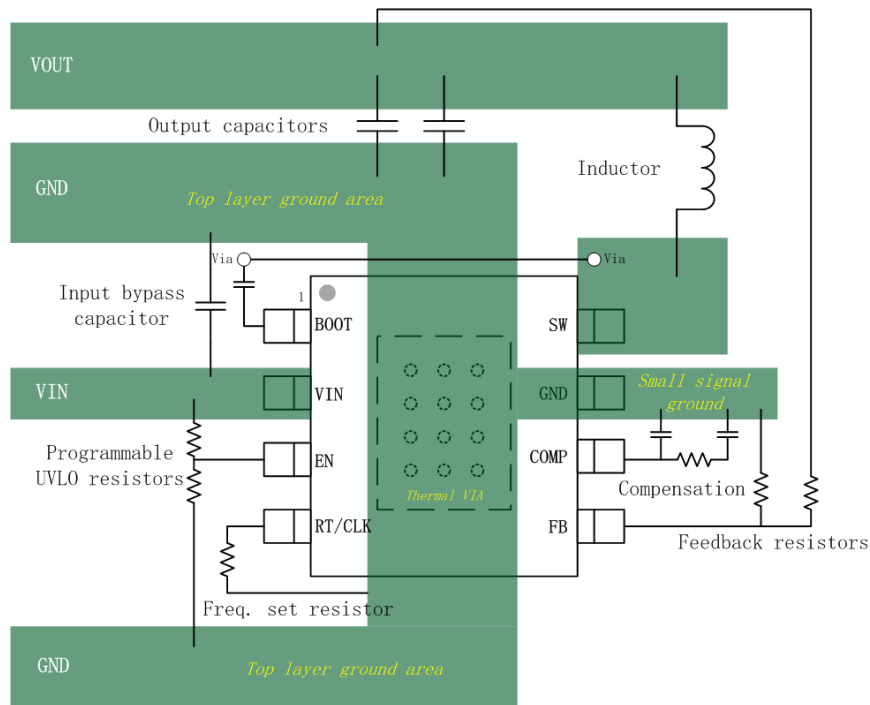 VOUT
Output capacitors
Inductor
GND
Top layer ground area
Via
Via
Input bypass
capacitor
1
BOOT
SW
VIN
VIN
GND
Small signal
ground
Programmable
UVLO resistors
EN
COMP
Compensation
Thermal VIA
RT/CLK
FB
Feedback resistors
Freq. set resistor
GND
Top layer ground area